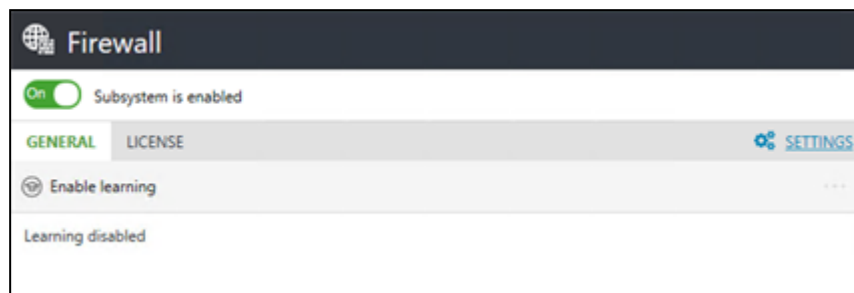 Firewall
On Subsystem is enabled
GENERAL LICENSE SETTINGS
Enable learning
Learning disabled